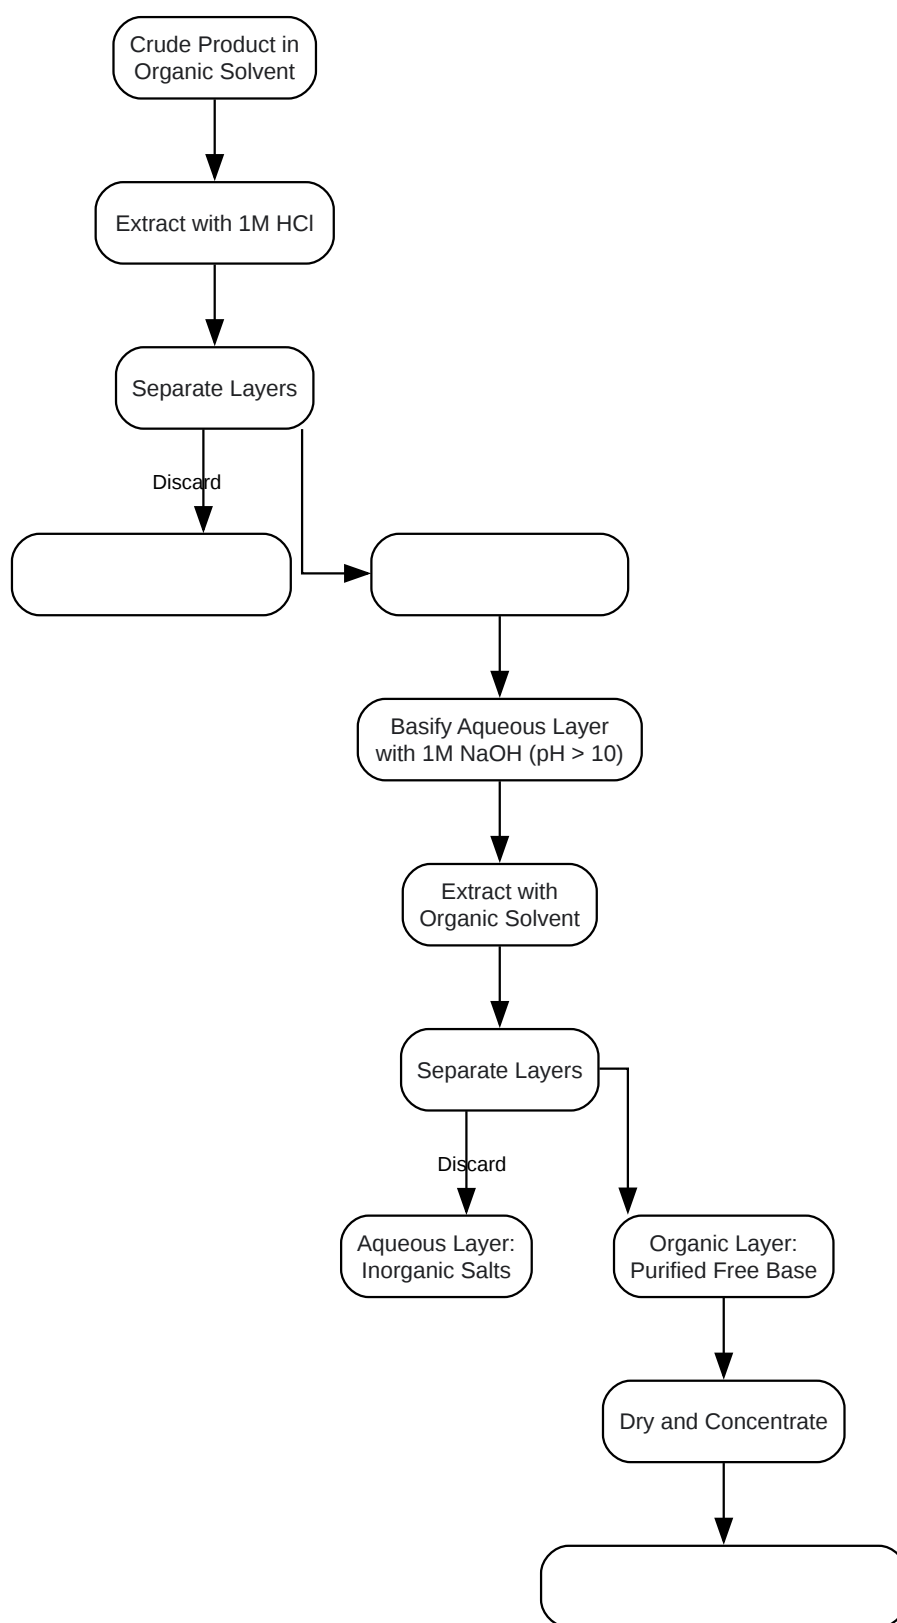 Crude Product in
Organic Solvent
Extract with 1M HCl
Separate Layers
Discard
Basify Aqueous Layer
with 1M NaOH (pH > 10)
Extract with
Organic Solvent
Separate Layers
Discard
Aqueous Layer:
Inorganic Salts
Organic Layer:
Purified Free Base
Dry and Concentrate